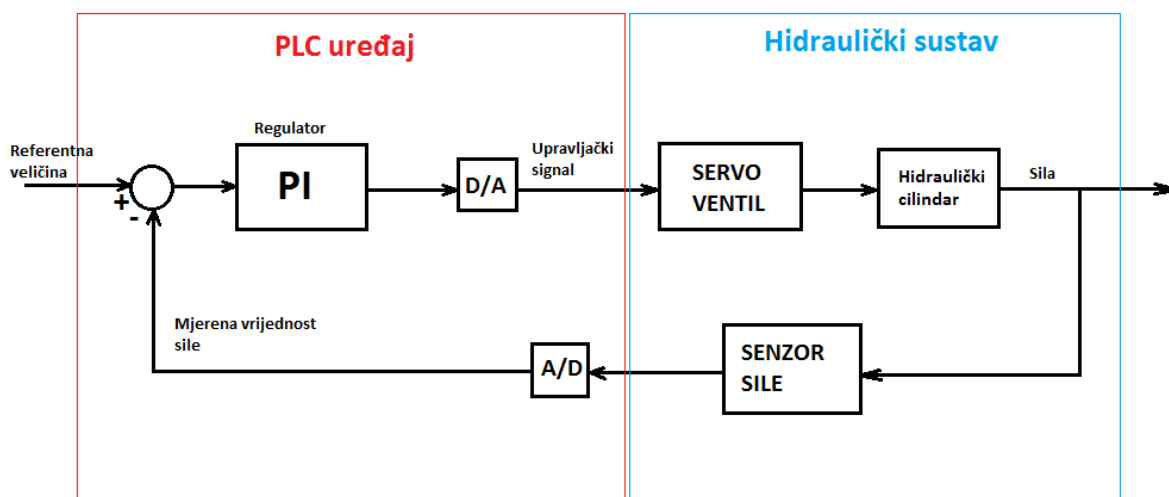 PLC uređaj
Hidraulički sustav
Referentna
veličina
+
-
Regulator
PI
D/A
Upravljački
signal
SERVO
VENTIL
Hidraulički
cilindar
Sila
Mjerena vrijednost
sile
A/D
SENZOR
SILE